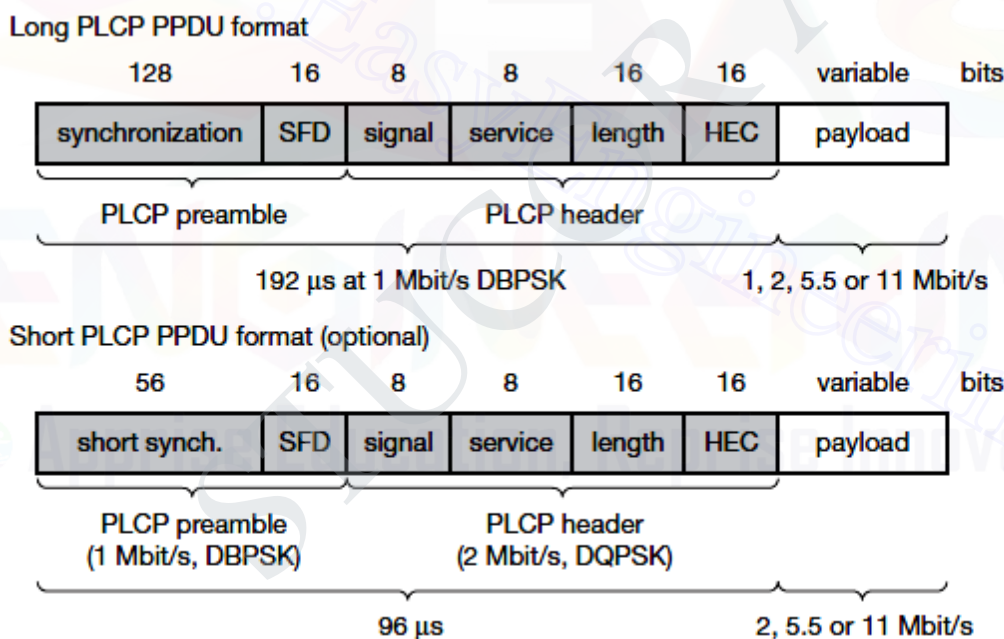 Long PLCP PPDU format
128 16 8 8 16 16 variable bits
synchronization SFD signal service length HEC payload
PLCP preamble PLCP header
192 µs at 1 Mbit/s DBPSK 1, 2, 5.5 or 11 Mbit/s
Short PLCP PPDU format (optional)
56 16 8 8 16 16 variable bits
short synch. SFD signal service length HEC payload
PLCP preamble PLCP header
(1 Mbit/s, DBPSK) (2 Mbit/s, DQPSK)
96 µs 2, 5.5 or 11 Mbit/s